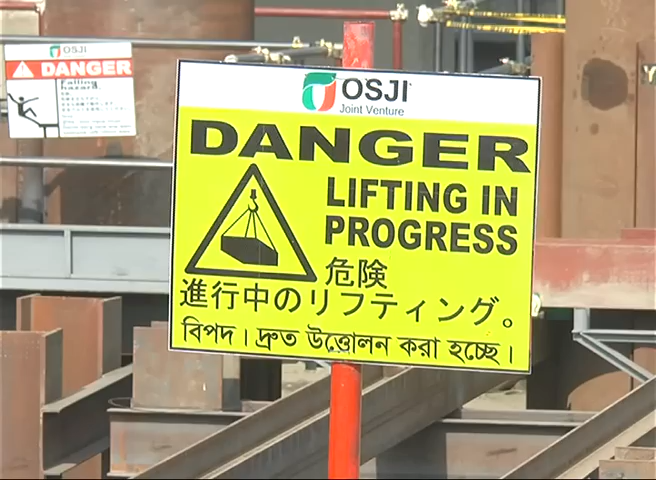 OSJI
DANGER
Falling
hazard.
OSJI
Joint Venture
DANGER
LIFTING IN
PROGRESS
危険
進行中のリフティング。
বিপদ। দ্রুত উত্তোলন করা হচ্ছে।